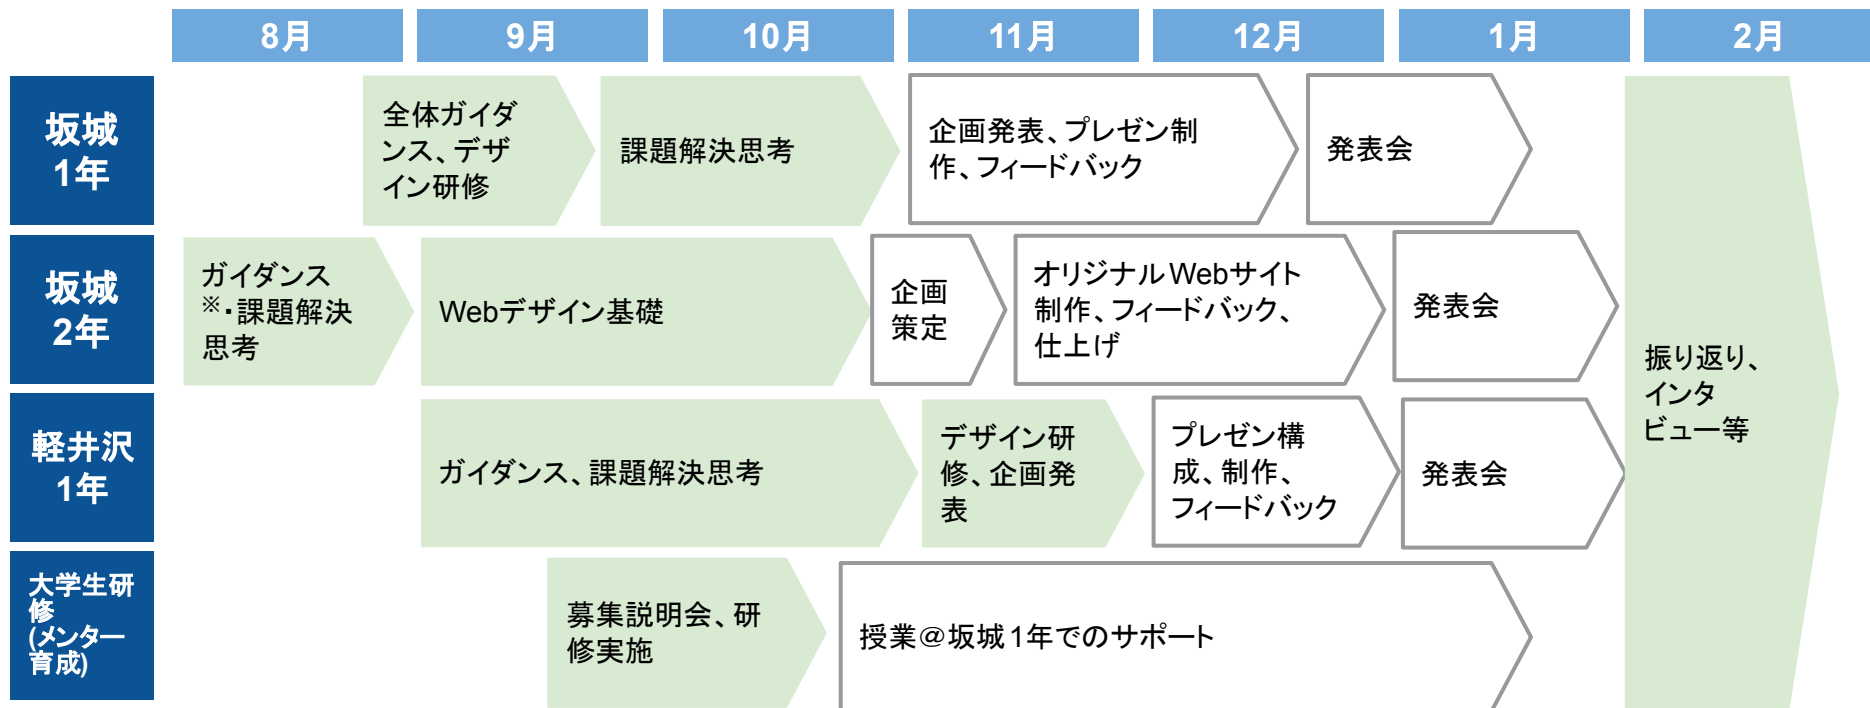 8月
9月
10月
11月
12月
1月
2月
坂城
1年
全体ガイダ
ンス、デザ
イン研修
課題解決思考
企画発表、プレゼン制
作、フィードバック
発表会
坂城
2年
ガイダンス
※・課題解決
思考
Webデザイン基礎
企画
策定
オリジナルWebサイト
制作、フィードバック、
仕上げ
発表会
軽井沢
1年
ガイダンス、課題解決思考
デザイン研
修、企画発
表
プレゼン構
成、制作、
フィードバック
発表会
振り返り、
インタ
ビュー等
大学生研
修
(メンター
育成)
募集説明会、研
修実施
授業＠坂城1年でのサポート